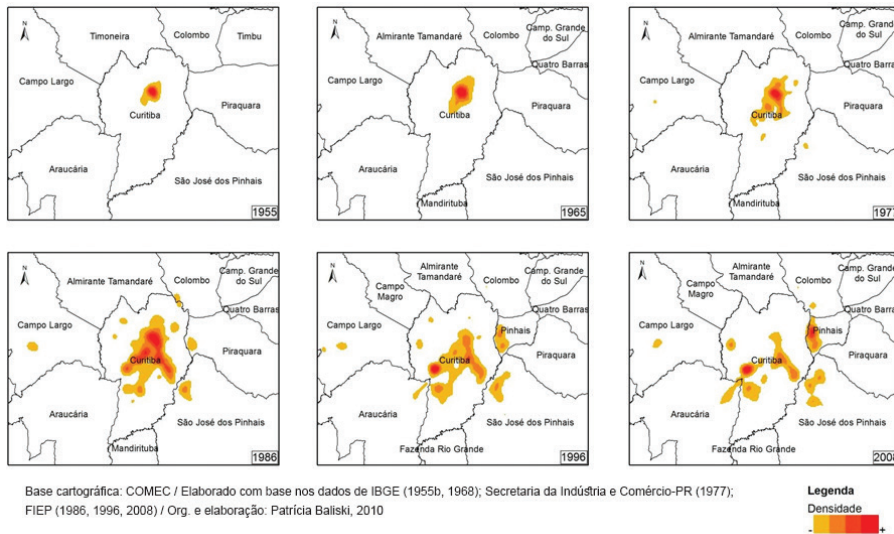 N
Timoneira
Colombo
Timbu
Campo Largo
Piraquara
Curitiba
Araucária
São José dos Pinhais
1955
N
Almirante Tamandaré
Colombo
Camp. Grande
do Sul
Quatro Barras
Campo Largo
Piraquara
Curitiba
Araucária
São José dos Pinhais
Mandirituba
1965
N
Almirante Tamandaré
Colombo
Camp. Grande
do Sul
Quatro Barras
Campo Largo
Piraquara
Curitiba
Araucária
São José dos Pinhais
Mandirituba
1977
N
Almirante Tamandaré
Colombo
Camp. Grande
do Sul
Quatro Barras
Campo Largo
Piraquara
Curitiba
Araucária
São José dos Pinhais
Mandirituba
1986
N
Almirante
Tamandaré
Colombo
Camp. Grande
do Sul
Campo
Magro
Quatro Barras
Campo Largo
Pinhais
Piraquara
Curitiba
Araucária
São José dos Pinhais
Fazenda Rio Grande
1996
N
Almirante
Tamandaré
Colombo
Camp. Grande
do Sul
Campo
Magro
Quatro Barras
Campo Largo
Pinhais
Piraquara
Curitiba
Araucária
São José dos Pinhais
Fazenda Rio Grande
2008
Base cartográfica: COMEC / Elaborado com base nos dados de IBGE (1955b, 1968); Secretaria da Indústria e Comércio-PR (1977);
FIEP (1986, 1996, 2008) / Org. e elaboração: Patrícia Baliski, 2010
Legenda
Densidade
- +